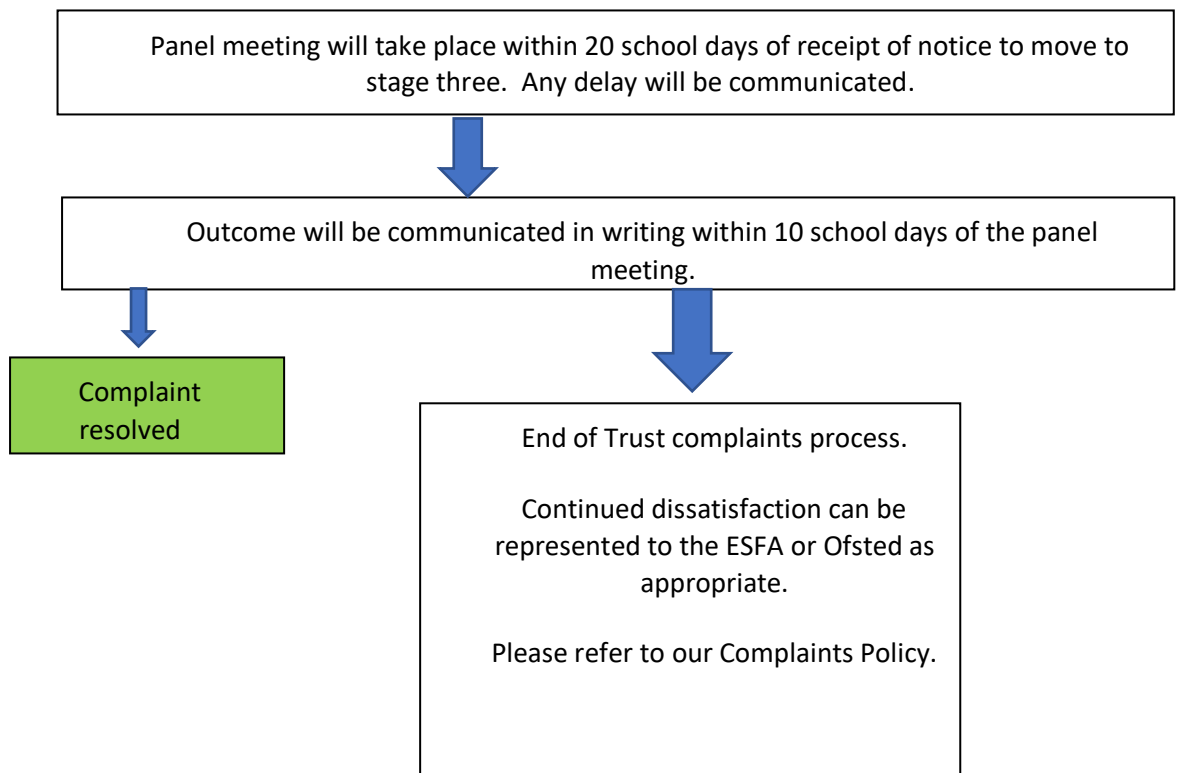 Panel meeting will take place within 20 school days of receipt of notice to move to
stage three.  Any delay will be communicated.
Outcome will be communicated in writing within 10 school days of the panel
meeting.
Complaint
resolved
End of Trust complaints process.
Continued dissatisfaction can be
represented to the ESFA or Ofsted as
appropriate.
Please refer to our Complaints Policy.